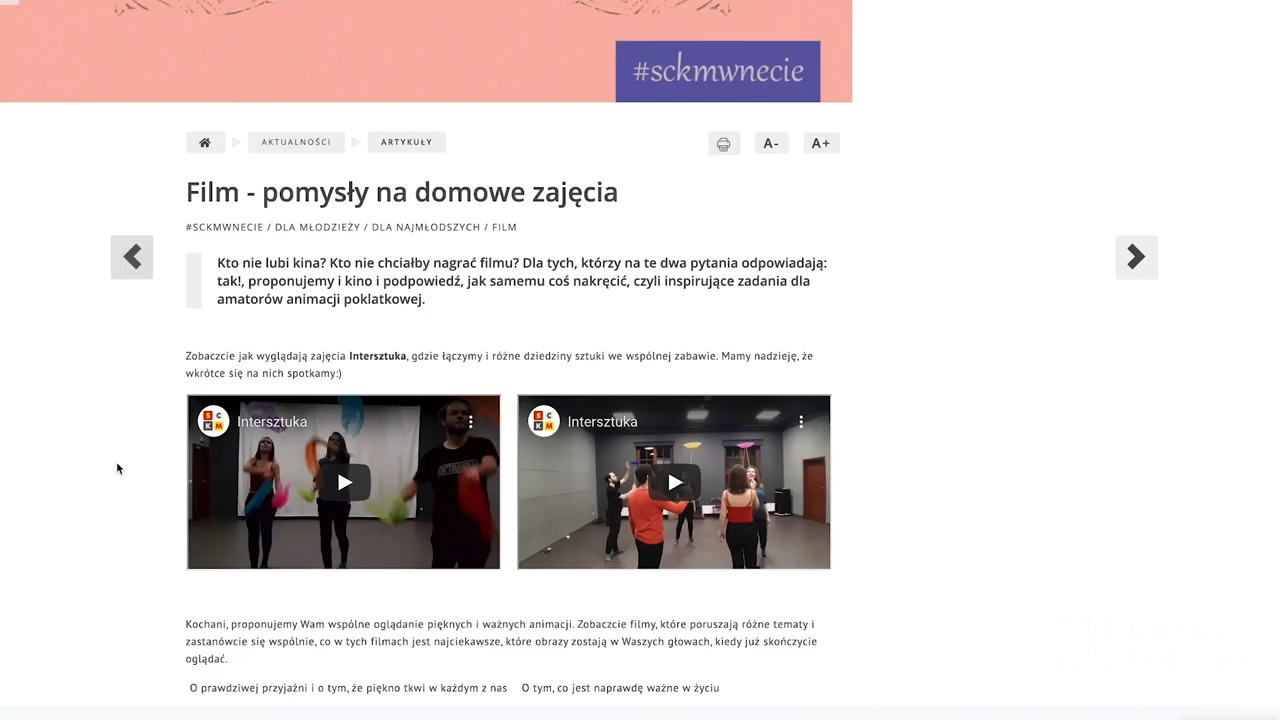 #sckmwnecie
AKTUALNOŚCI
ARTYKUŁY
A-
A+
Film - pomysły na domowe zajęcia
#SCKMWNECIE / DLA MŁODZIEŻY / DLA NAJMŁODSZYCH / FILM
Kto nie lubi kina? Kto nie chciałby nagrać filmu? Dla tych, którzy na te dwa pytania odpowiadają:
tak!, proponujemy i kino i podpowiedź, jak samemu coś nakręcić, czyli inspirujące zadania dla
amatorów animacji poklatkowej.
Zobaczcie jak wyglądają zajęcia Intersztuka, gdzie łączymy i różne dziedziny sztuki we wspólnej zabawie. Mamy nadzieję, że
wkrótce się na nich spotkamy:)
S C
K M
Intersztuka
S C
K M
Intersztuka
Kochani, proponujemy Wam wspólne oglądanie pięknych i ważnych animacji. Zobaczcie filmy, które poruszają różne tematy i
zastanówcie się wspólnie, co w tych filmach jest najciekawsze, które obrazy zostają w Waszych głowach, kiedy już skończycie
oglądać.
O prawdziwej przyjaźni i o tym, że piękno tkwi w każdym z nas
O tym, co jest naprawdę ważne w życiu